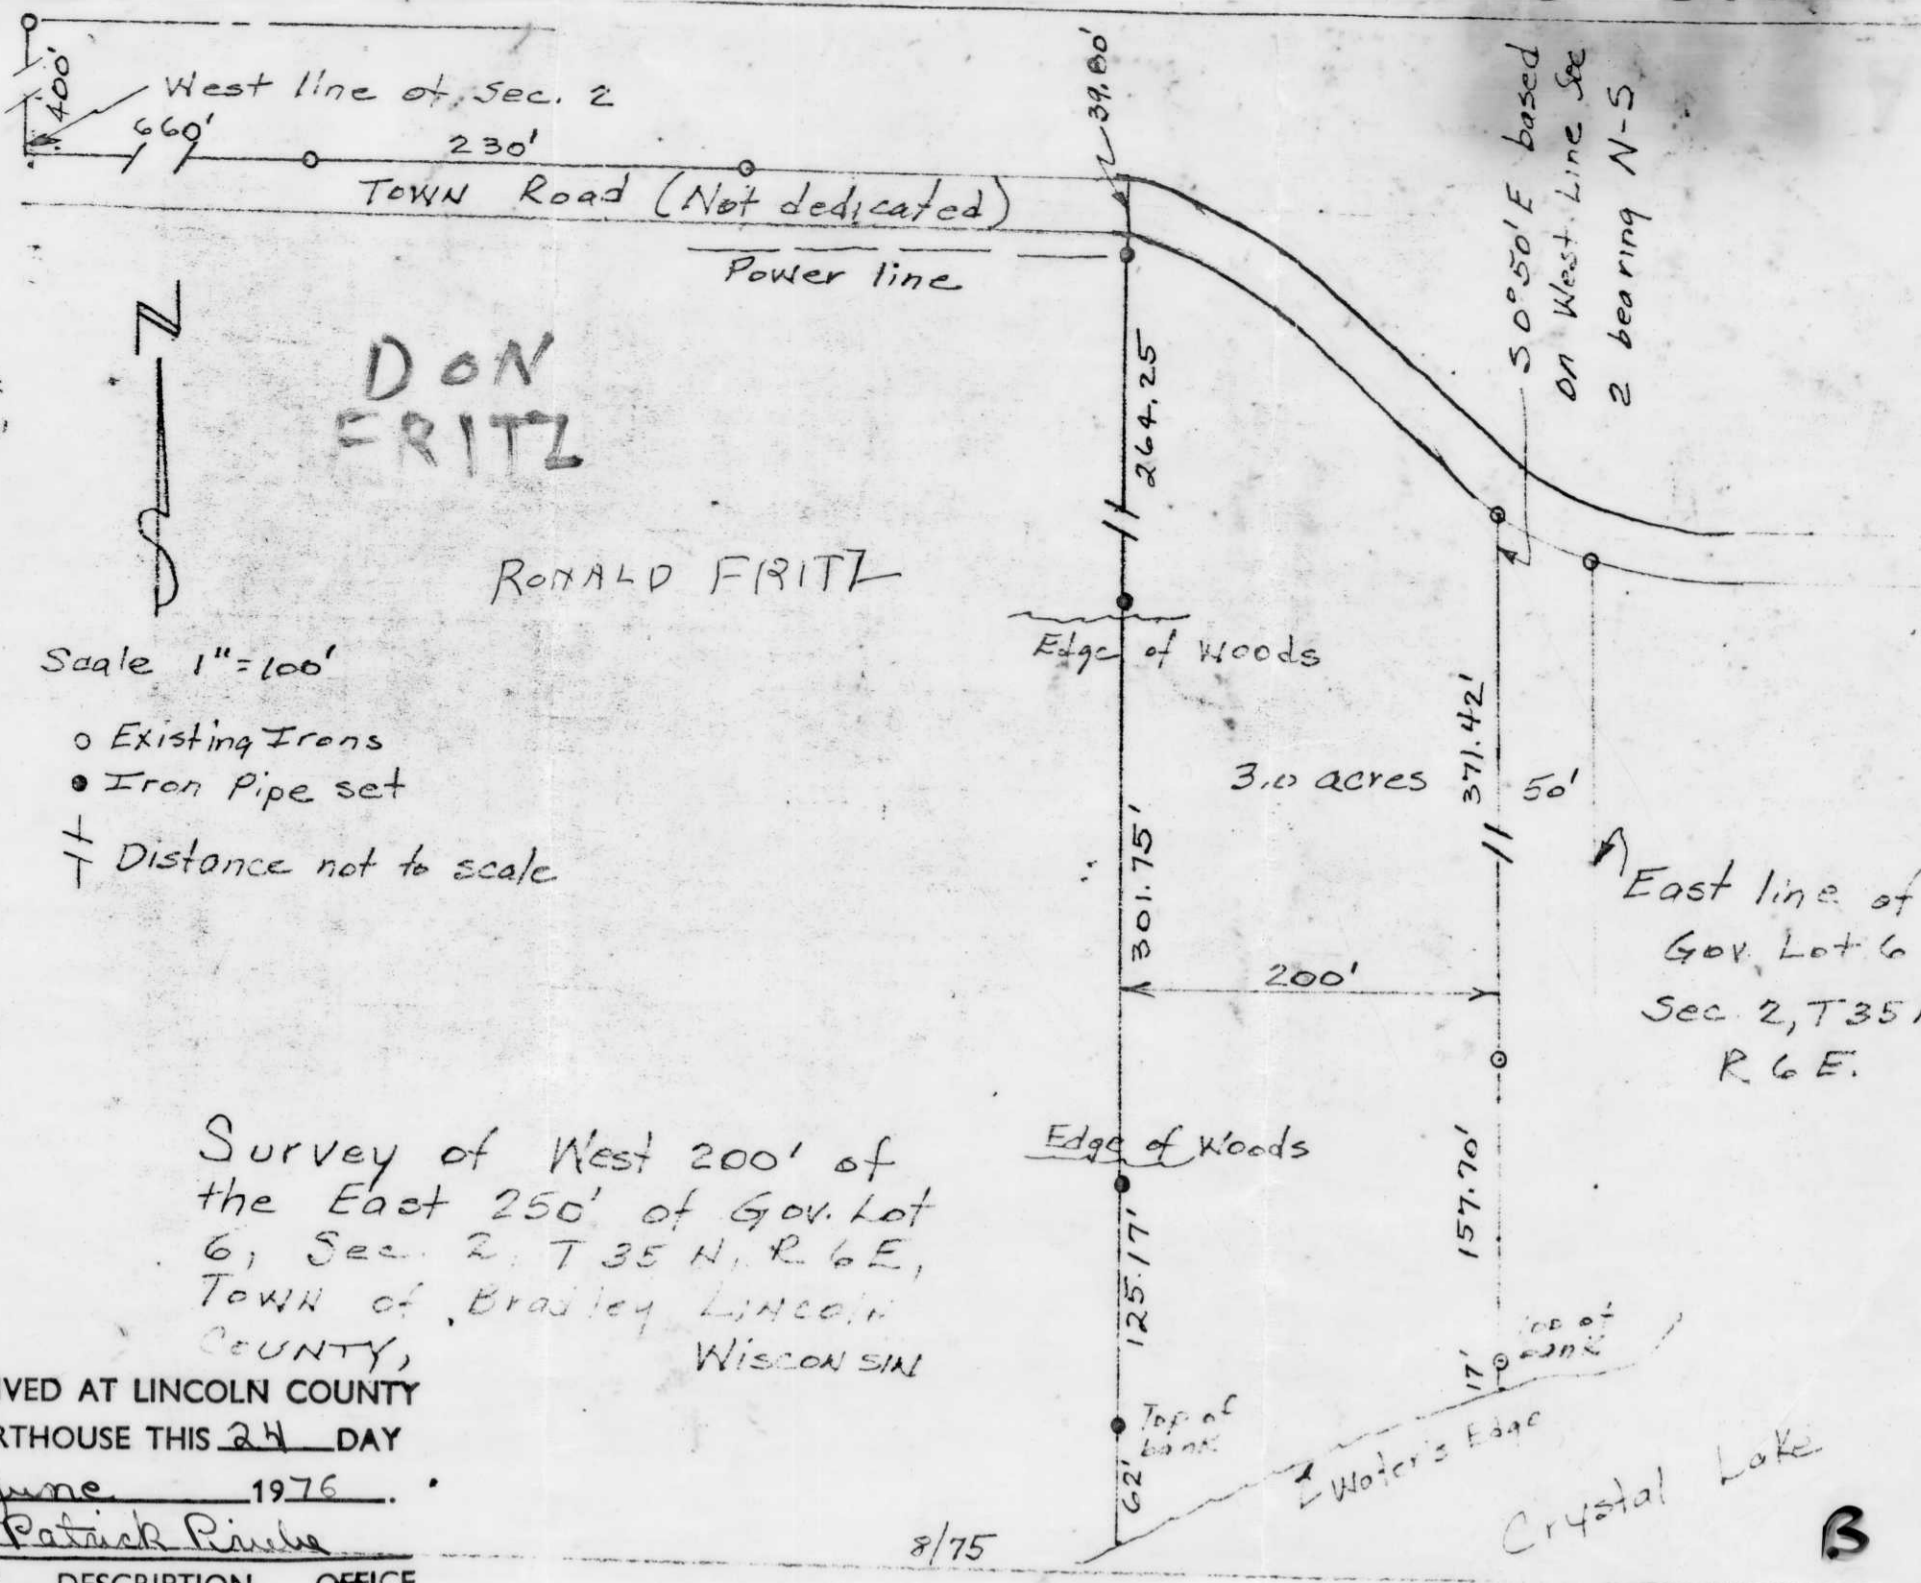 400'
West line of Sec. 2
660'
230'
TOWN Road (Not dedicated)
Power line
39.80'
S 0°50' E based
on West Line Sec
2 bearing N-S
N
S
DON
FRITZ
RONALD FRITZ
264.25
Edge of Woods
Scale 1"=100'
o Existing Irons
• Iron Pipe set
Distance not to scale
3.0 acres
371.42'
50'
301.75'
200'
East line of
Gov. Lot 6
Sec. 2, T35
R 6 E.
Edge of Woods
Survey of West 200' of
the East 250' of Gov. Lot
6, Sec. 2, T 35 N, R 6 E,
TOWN of Bradley LINCOLN
COUNTY,
WISCONSIN
125.17'
157.70'
17'
Top of
bank
Top of
bank
62'
Water's Edge
Crystal Lake
IVED AT LINCOLN COUNTY
RTHOUSE THIS 24 DAY
June 1976.
Patrick
DESCRIPTION OFFICE
8/75
B